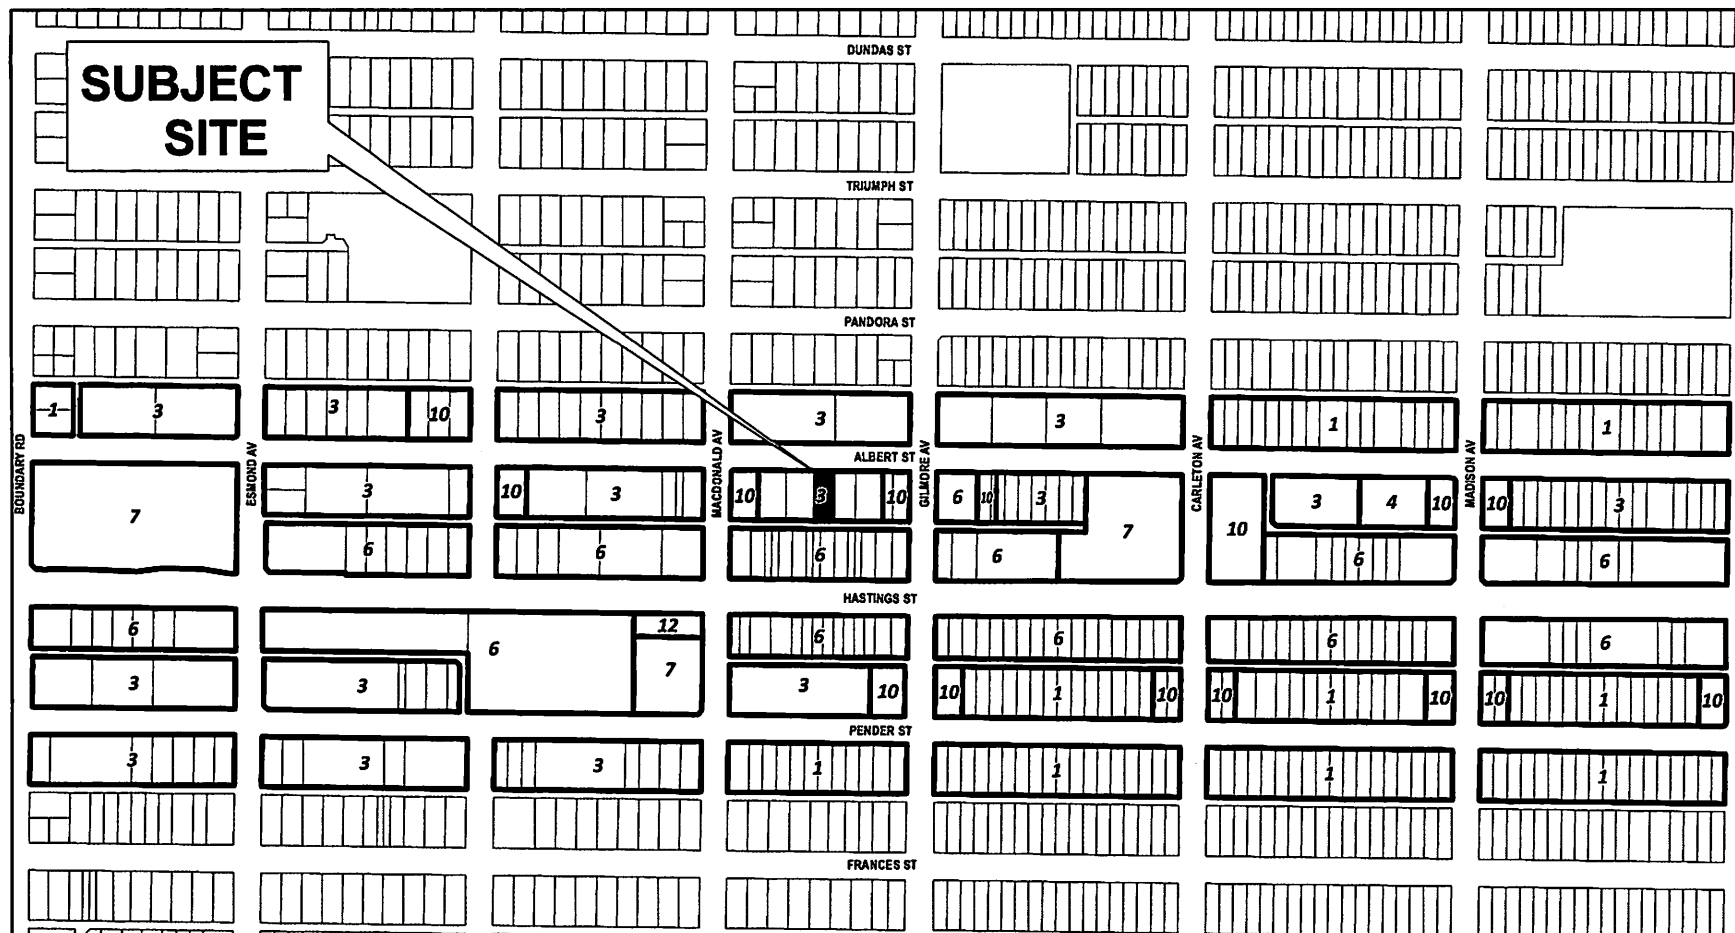 DUNDAS ST
SUBJECT
SITE
TRIUMPH ST
PANDORA ST
1 3 3 10 3 3 3 1 1
BOUNDARY RD
ESMOND AV
MACDONALD AV
GILMORE AV
CARLETON AV
MADISON AV
ALBERT ST
7 3 10 3 10 3 10 6 10 3 7 10 3 4 10 10 3
6 6 6 6 6 6
HASTINGS ST
6 6 12 6 6 6 6
3 3 7 3 10 10 1 10 10 1 10 10 1 10
PENDER ST
3 3 3 1 1 1 1
FRANCES ST